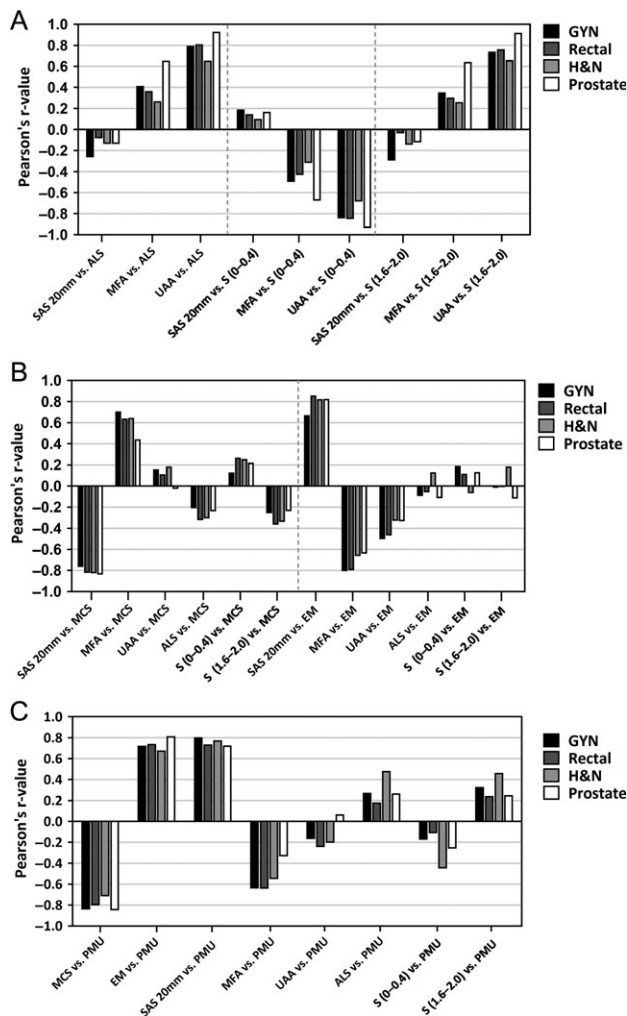 A
GYN
Rectal
H&N
Prostate
Pearson's r-value
1.0
0.8
0.6
0.4
0.2
0.0
−0.2
−0.4
−0.6
−0.8
−1.0
SAS 20mm vs. ALS
MFA vs. ALS
UAA vs. ALS
SAS 20mm vs. S (0–0.4)
MFA vs. S (0–0.4)
UAA vs. S (0–0.4)
SAS 20mm vs. S (1.6–2.0)
MFA vs. S (1.6–2.0)
UAA vs. S (1.6–2.0)
B
GYN
Rectal
H&N
Prostate
Pearson's r-value
1.0
0.8
0.6
0.4
0.2
0.0
−0.2
−0.4
−0.6
−0.8
−1.0
SAS 20mm vs. MCS
MFA vs. MCS
UAA vs. MCS
ALS vs. MCS
S (0–0.4) vs. MCS
S (1.6–2.0) vs. MCS
SAS 20mm vs. EM
MFA vs. EM
UAA vs. EM
ALS vs. EM
S (0–0.4) vs. EM
S (1.6–2.0) vs. EM
C
GYN
Rectal
H&N
Prostate
Pearson's r-value
1.0
0.8
0.6
0.4
0.2
0.0
−0.2
−0.4
−0.6
−0.8
−1.0
MCS vs. PMU
EM vs. PMU
SAS 20mm vs. PMU
MFA vs. PMU
UAA vs. PMU
ALS vs. PMU
S (0–0.4) vs. PMU
S (1.6–2.0) vs. PMU